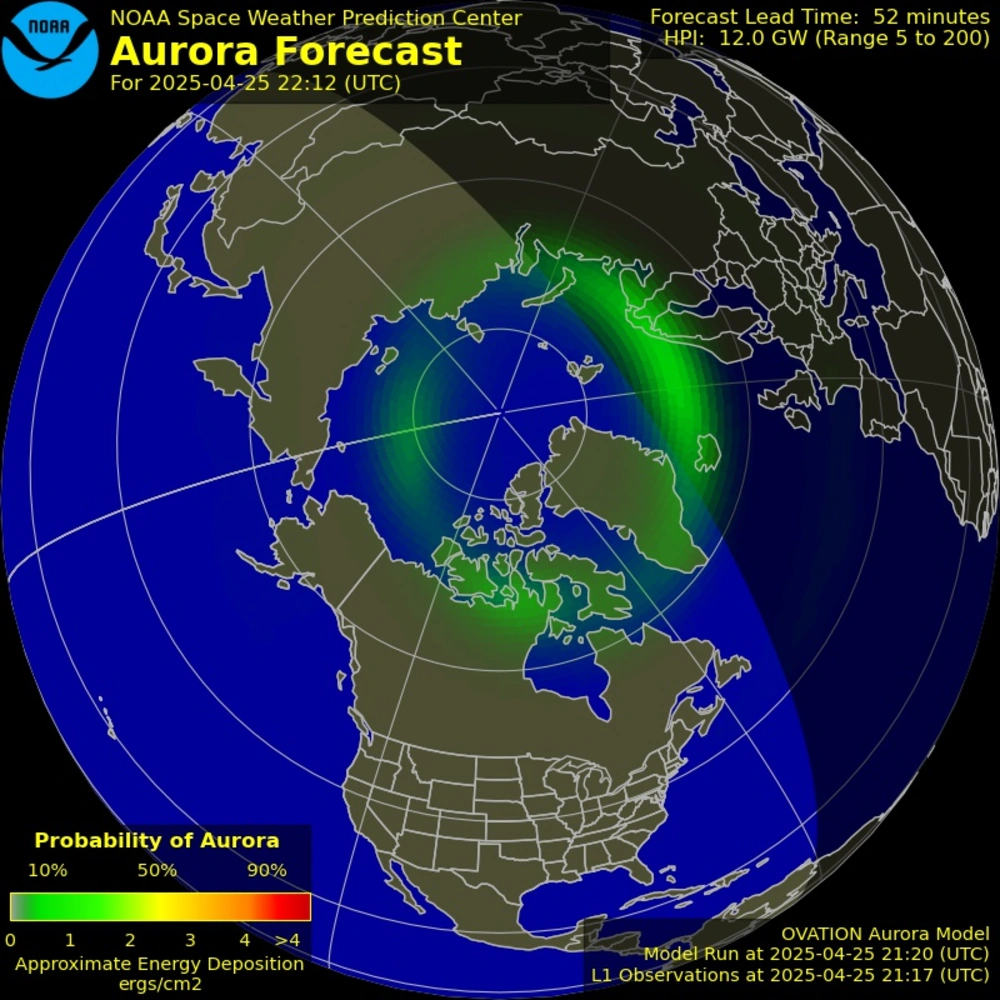 NOAA
NOAA Space Weather Prediction Center
Aurora Forecast
For 2025-04-25 22:12 (UTC)
Forecast Lead Time: 52 minutes
HPI: 12.0 GW (Range 5 to 200)
Probability of Aurora
10% 50% 90%
0 1 2 3 4 >4
Approximate Energy Deposition
ergs/cm2
OVATION Aurora Model
Model Run at 2025-04-25 21:20 (UTC)
L1 Observations at 2025-04-25 21:17 (UTC)